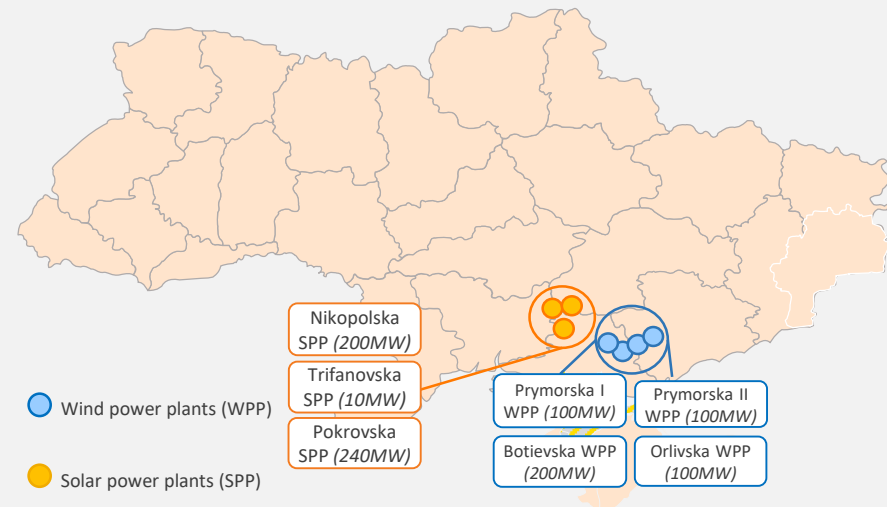 Nikopolska
SPP (200MW)
Trifanovska
SPP (10MW)
Pokrovska
SPP (240MW)
Prymorska I
WPP (100MW)
Prymorska II
WPP (100MW)
Botievska WPP
(200MW)
Orlivska WPP
(100MW)
Wind power plants (WPP)
Solar power plants (SPP)